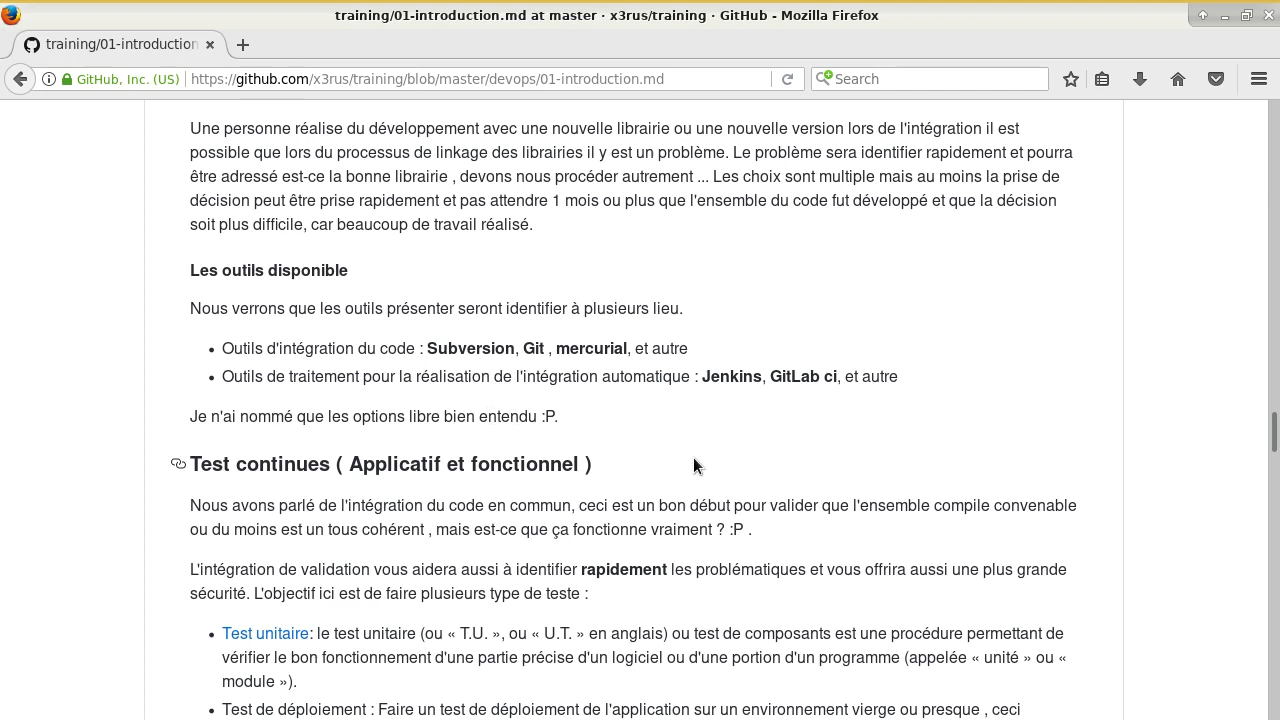 training/01-introduction.md at master · x3rus/training · GitHub - Mozilla Firefox
training/01-introduction
GitHub, Inc. (US)
https://github.com/x3rus/training/blob/master/devops/01-introduction.md
Search
Une personne réalise du développement avec une nouvelle librairie ou une nouvelle version lors de l'intégration il est
possible que lors du processus de linkage des librairies il y est un problème. Le problème sera identifier rapidement et pourra
être adressé est-ce la bonne librairie , devons nous procéder autrement ... Les choix sont multiple mais au moins la prise de
décision peut être prise rapidement et pas attendre 1 mois ou plus que l'ensemble du code fut développé et que la décision
soit plus difficile, car beaucoup de travail réalisé.
Les outils disponible
Nous verrons que les outils présenter seront identifier à plusieurs lieu.
• Outils d'intégration du code : Subversion, Git , mercurial, et autre
• Outils de traitement pour la réalisation de l'intégration automatique : Jenkins, GitLab ci, et autre
Je n'ai nommé que les options libre bien entendu :P.
Test continues ( Applicatif et fonctionnel )
Nous avons parlé de l'intégration du code en commun, ceci est un bon début pour valider que l'ensemble compile convenable
ou du moins est un tous cohérent , mais est-ce que ça fonctionne vraiment ? :P .
L'intégration de validation vous aidera aussi à identifier rapidement les problématiques et vous offrira aussi une plus grande
sécurité. L'objectif ici est de faire plusieurs type de teste :
• Test unitaire: le test unitaire (ou « T.U. », ou « U.T. » en anglais) ou test de composants est une procédure permettant de
vérifier le bon fonctionnement d'une partie précise d'un logiciel ou d'une portion d'un programme (appelée « unité » ou «
module »).
• Test de déploiement : Faire un test de déploiement de l'application sur un environnement vierge ou presque , ceci